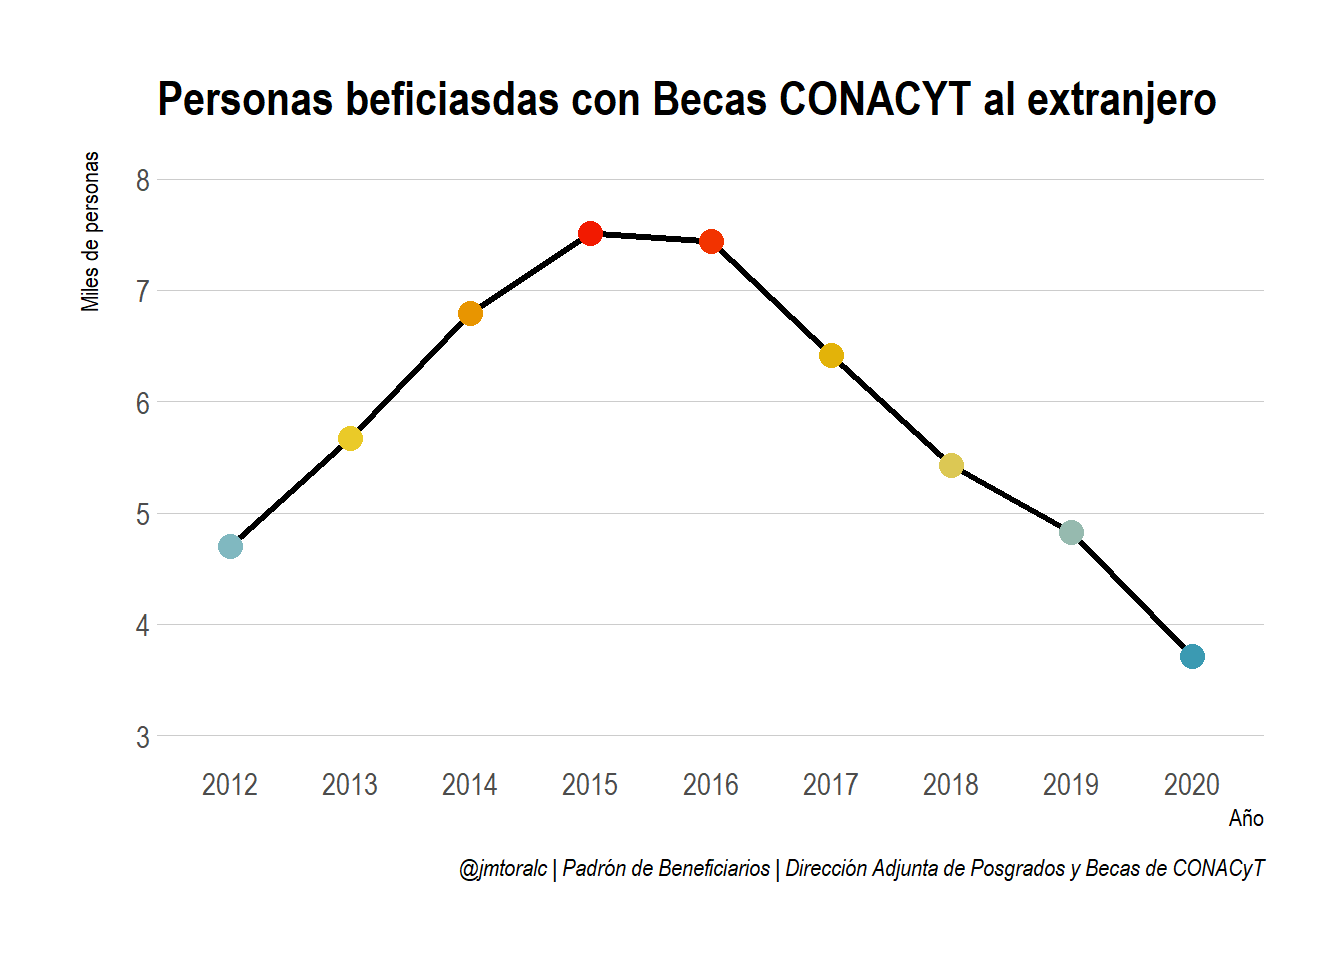 Personas beficiasdas con Becas CONACYT al extranjero
Miles de personas
8
7
6
5
4
3
2012 2013 2014 2015 2016 2017 2018 2019 2020
Año
@jmtoralc | Padrón de Beneficiarios | Dirección Adjunta de Posgrados y Becas de CONACyT